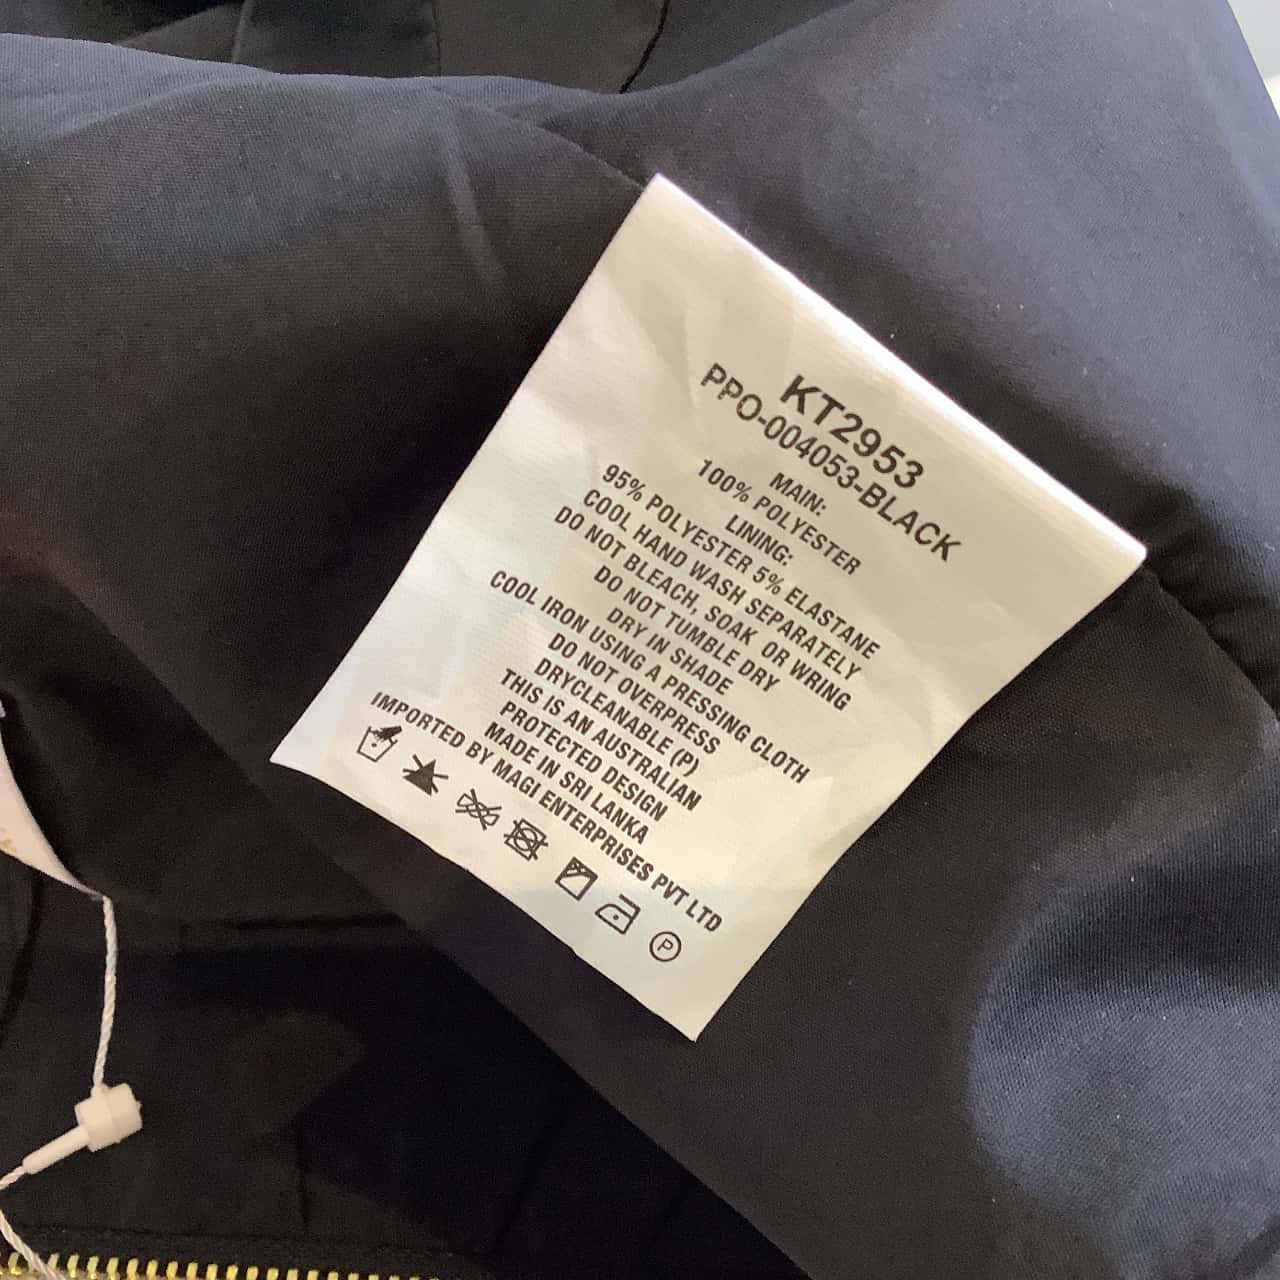 KT2953
PPO-004053-BLACK
MAIN:
100% POLYESTER
LINING:
95% POLYESTER 5% ELASTANE
COOL HAND WASH SEPARATELY
DO NOT BLEACH, SOAK OR WRING
DO NOT TUMBLE DRY
DRY IN SHADE
COOL IRON USING A PRESSING CLOTH
DO NOT OVERPRESS
DRYCLEANABLE (P)
THIS IS AN AUSTRALIAN
PROTECTED DESIGN
MADE IN SRI LANKA
IMPORTED BY MAGI ENTERPRISES PVT LTD
P